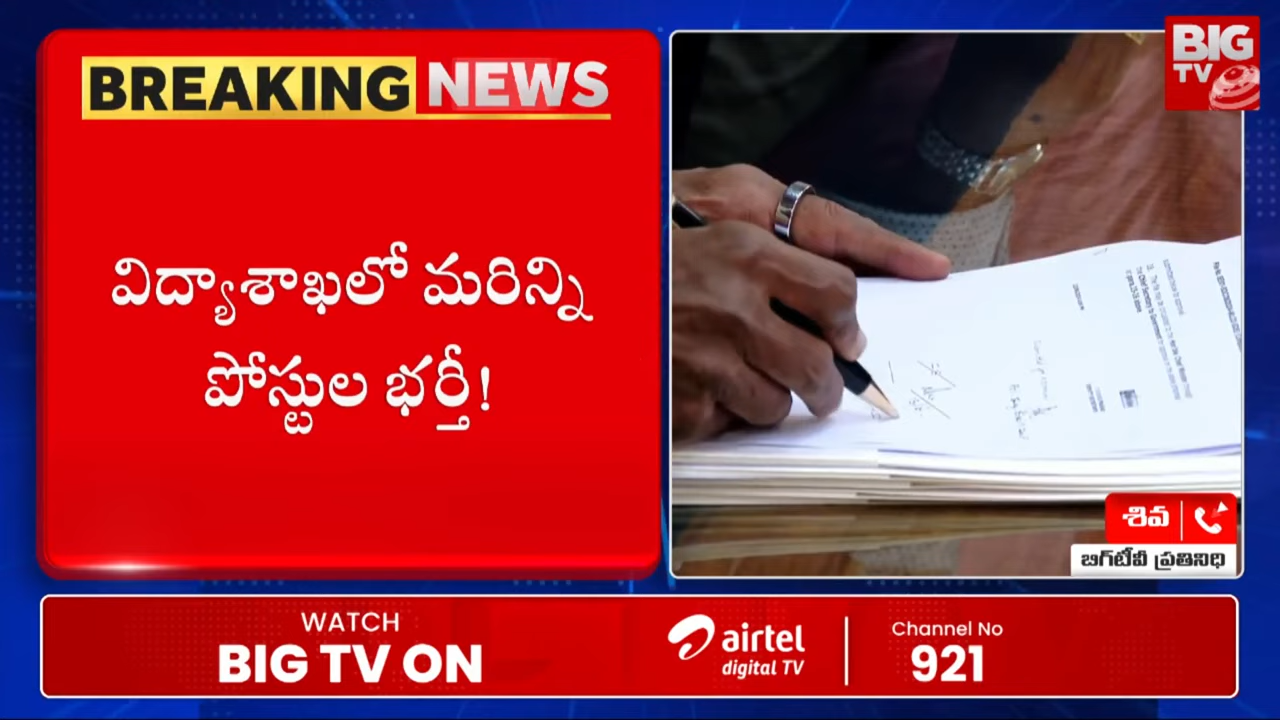 BREAKING NEWS
విద్యాశాఖలో మరిన్ని
పోస్టుల భర్తీ!
BIG
TV
శివ
బిగ్‌టీవీ ప్రతినిధి
WATCH
BIG TV ON
airtel
digital TV
Channel No
921